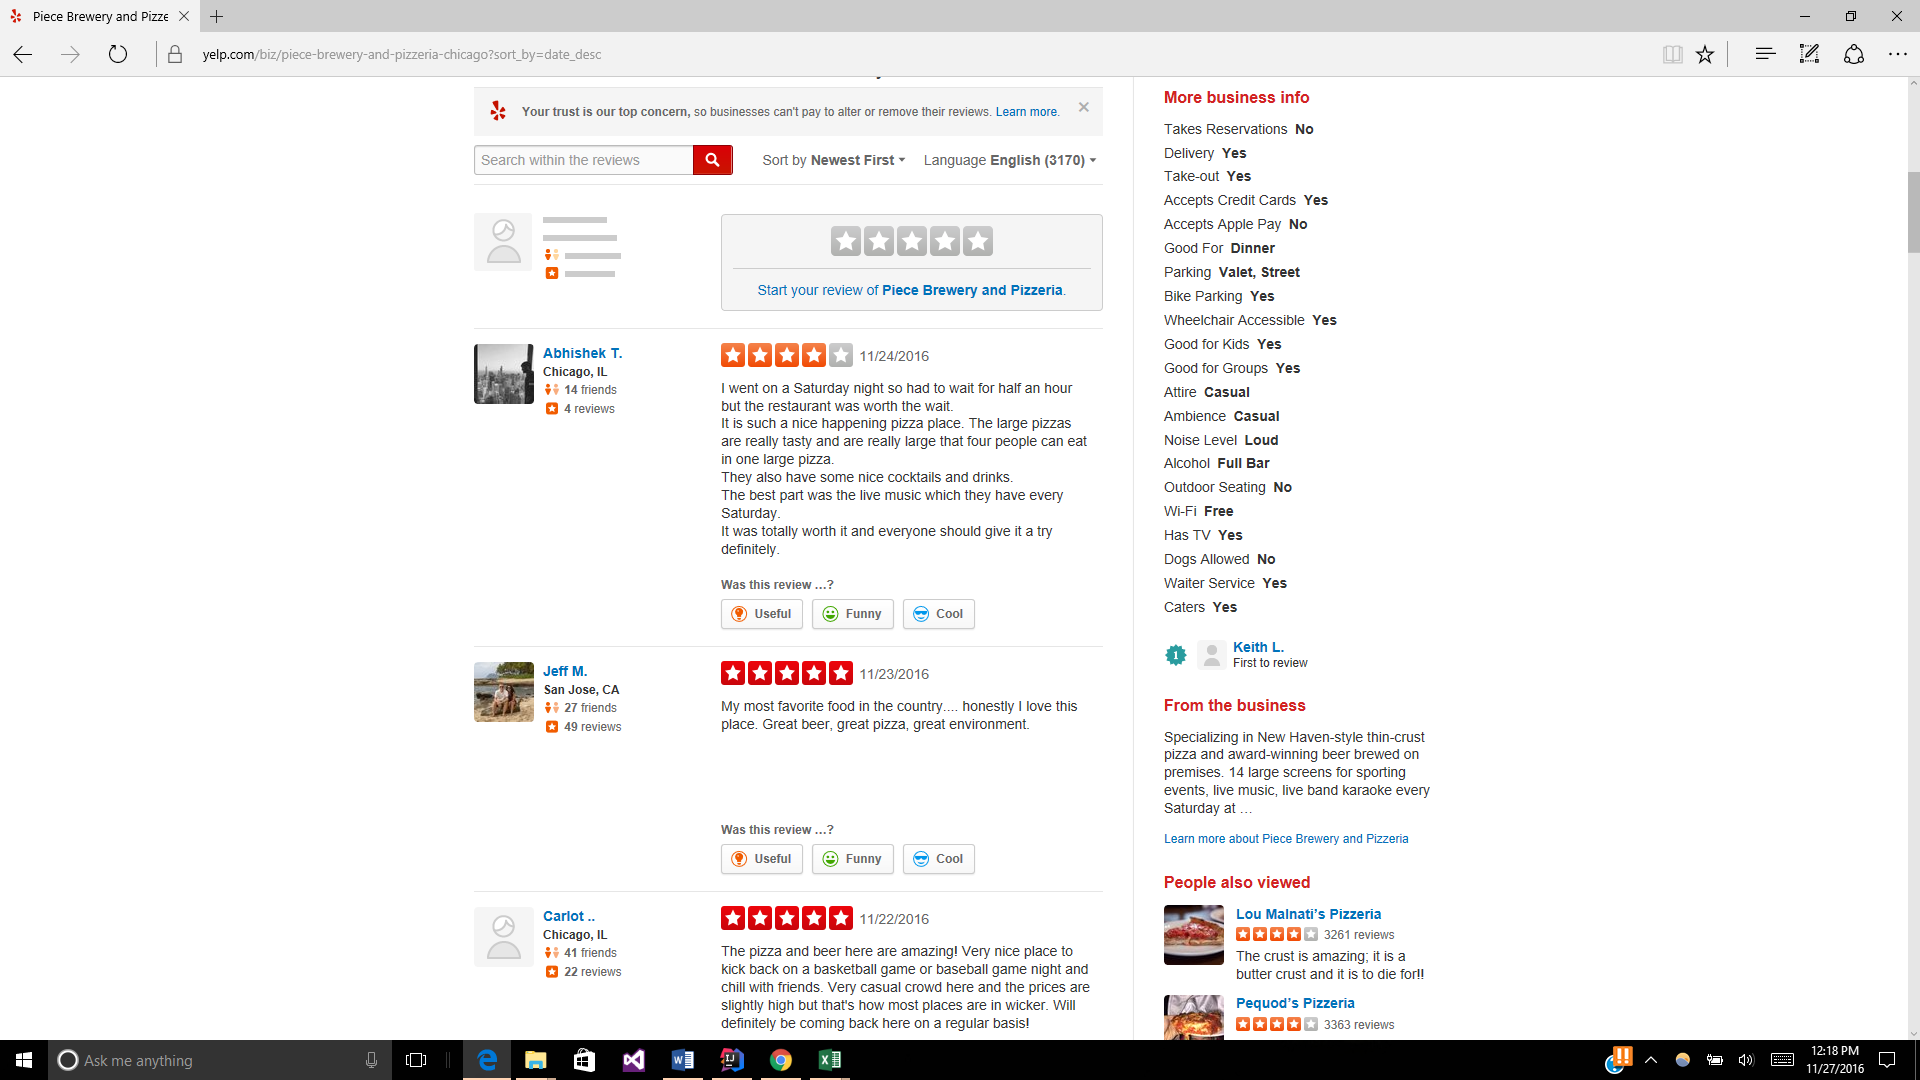 Piece Brewery and Pizze
yelp.com/biz/piece-brewery-and-pizzeria-chicago?sort_by=date_desc
Your trust is our top concern, so businesses can't pay to alter or remove their reviews. Learn more.
Search within the reviews
Sort by Newest First
Language English (3170)
Start your review of Piece Brewery and Pizzeria.
Abhishek T.
Chicago, IL
14 friends
4 reviews
11/24/2016
I went on a Saturday night so had to wait for half an hour
but the restaurant was worth the wait.
It is such a nice happening pizza place. The large pizzas
are really tasty and are really large that four people can eat
in one large pizza.
They also have some nice cocktails and drinks.
The best part was the live music which they have every
Saturday.
It was totally worth it and everyone should give it a try
definitely.
Was this review …?
Useful
Funny
Cool
Jeff M.
San Jose, CA
27 friends
49 reviews
11/23/2016
My most favorite food in the country.... honestly I love this
place. Great beer, great pizza, great environment.
Was this review …?
Useful
Funny
Cool
Carlot ..
Chicago, IL
41 friends
22 reviews
11/22/2016
The pizza and beer here are amazing! Very nice place to
kick back on a basketball game or baseball game night and
chill with friends. Very casual crowd here and the prices are
slightly high but that's how most places are in wicker. Will
definitely be coming back here on a regular basis!
More business info
Takes Reservations No
Delivery Yes
Take-out Yes
Accepts Credit Cards Yes
Accepts Apple Pay No
Good For Dinner
Parking Valet, Street
Bike Parking Yes
Wheelchair Accessible Yes
Good for Kids Yes
Good for Groups Yes
Attire Casual
Ambience Casual
Noise Level Loud
Alcohol Full Bar
Outdoor Seating No
Wi-Fi Free
Has TV Yes
Dogs Allowed No
Waiter Service Yes
Caters Yes
1
Keith L.
First to review
From the business
Specializing in New Haven-style thin-crust
pizza and award-winning beer brewed on
premises. 14 large screens for sporting
events, live music, live band karaoke every
Saturday at …
Learn more about Piece Brewery and Pizzeria
People also viewed
Lou Malnati's Pizzeria
3261 reviews
The crust is amazing; it is a
butter crust and it is to die for!!
Pequod's Pizzeria
3363 reviews
Ask me anything
12:18 PM
11/27/2016